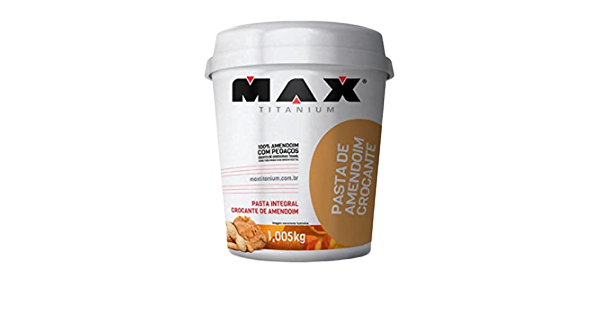 MAX®
TITANIUM
100% AMENDOIM
COM PEDAÇOS
maxtitanium.com.br
PASTA INTEGRAL
CROCANTE DE AMENDOIM
1,005kg
PASTA DE
AMENDOIM
CROCANTE